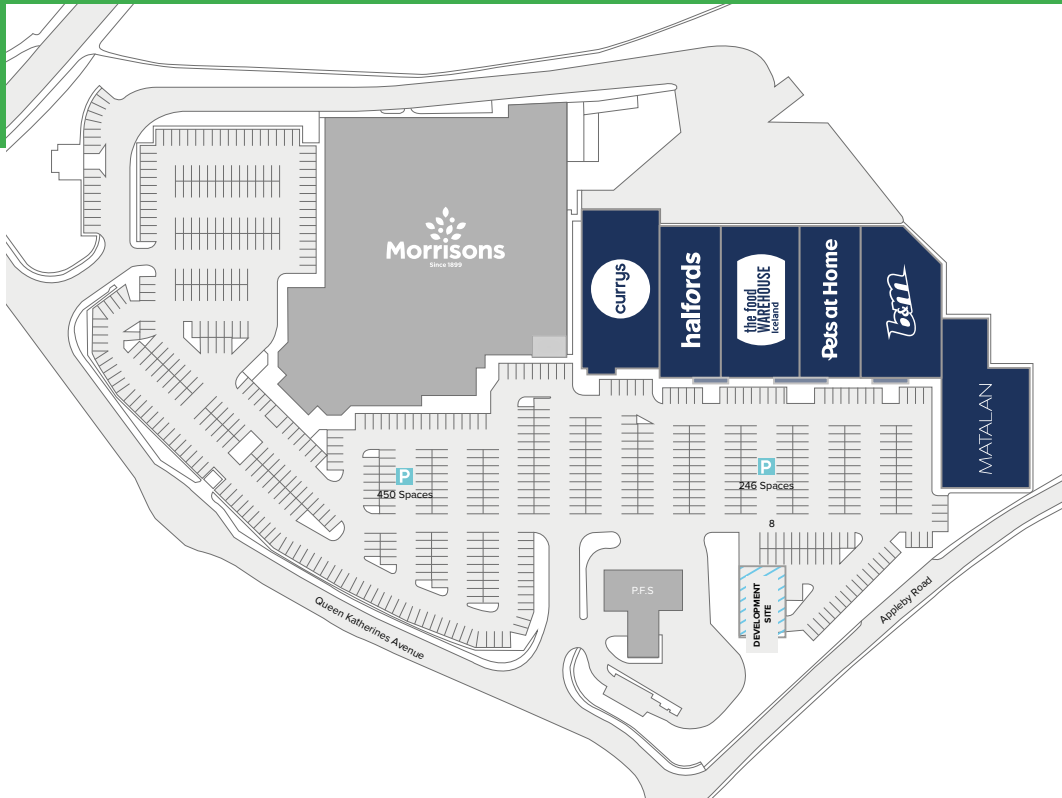 Morrisons
Since 1899
currys
halfords
the food
WAREHOUSE
Iceland
Pets at Home
b&m
MATALAN
P
450 Spaces
P
246 Spaces
8
P.F.S
DEVELOPMENT
SITE
Appleby Road
Queen Katherines Avenue